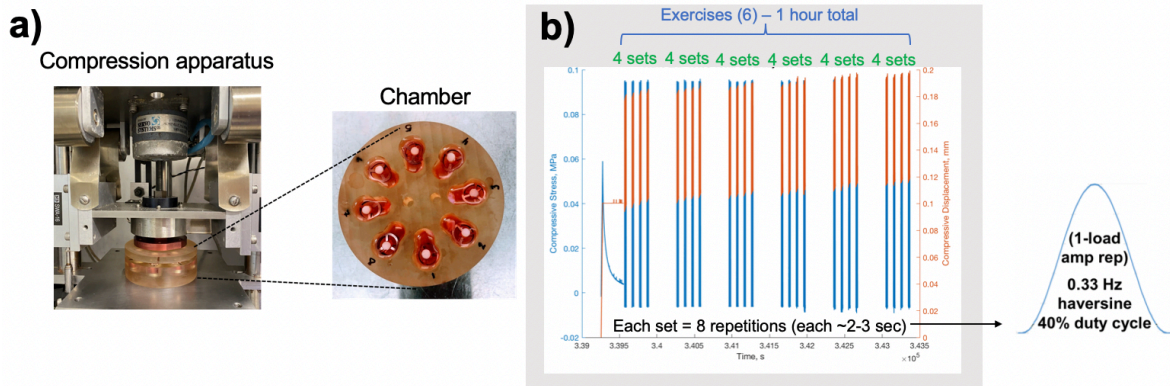 a)
Compression apparatus
Chamber
b)
Exercises (6) – 1 hour total
4 sets 4 sets 4 sets 4 sets 4 sets 4 sets
Compressive Stress, MPa
0.1
0.08
0.06
0.04
0.02
0
-0.02
0.2
0.18
0.16
0.14
0.12
0.1
0.08
0.06
0.04
0.02
0
Compressive Displacement, mm
Each set = 8 repetitions (each ~2-3 sec)
3.39 3.395 3.4 3.405 3.41 3.415 3.42 3.425 3.43 3.435
Time, s
×10⁵
(1-load
amp rep)
0.33 Hz
haversine
40% duty cycle